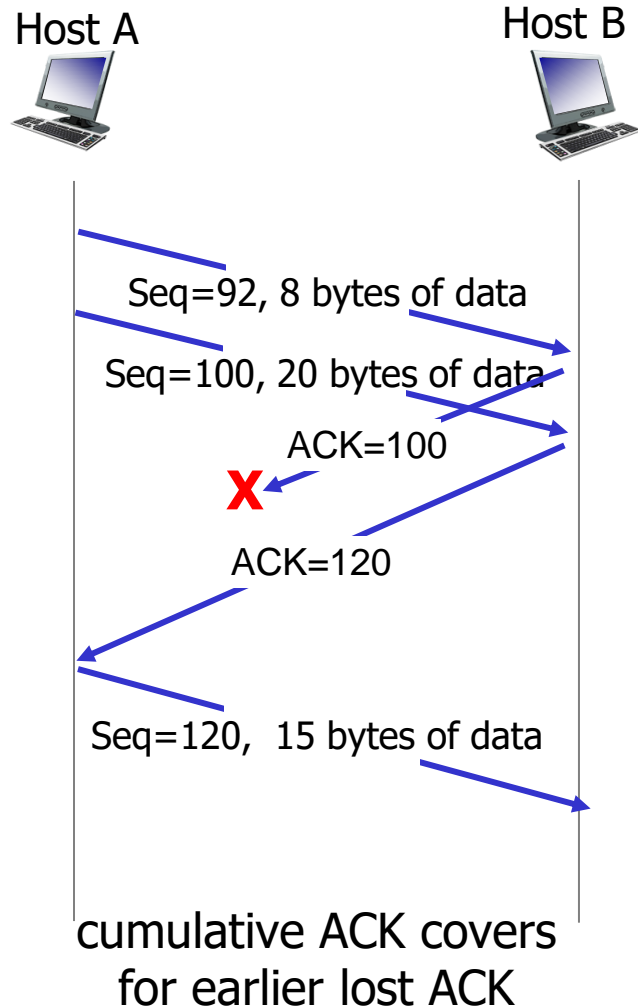 Host A
Host B
Seq=92, 8 bytes of data
Seq=100, 20 bytes of data
ACK=100
X
ACK=120
Seq=120, 15 bytes of data
cumulative ACK covers
for earlier lost ACK